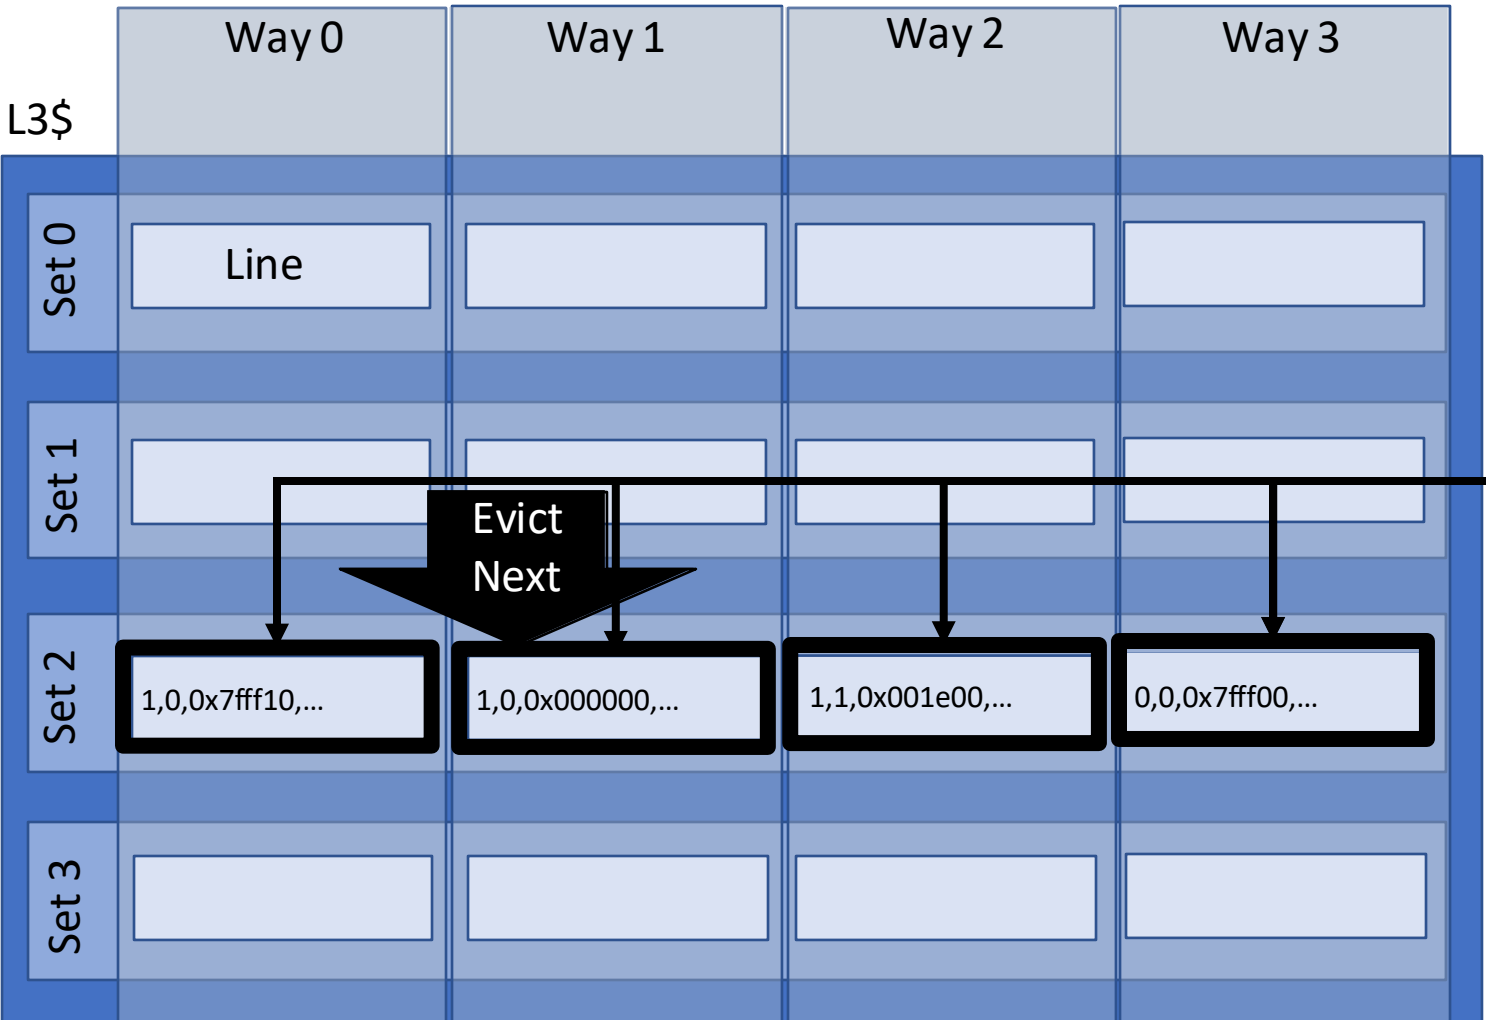 Way 0
Way 1
Way 2
Way 3
L3$
Set 0
Line
Set 1
Evict
Next
Set 2
1,0,0x7fff10,...
1,0,0x000000,...
1,1,0x001e00,...
0,0,0x7fff00,...
Set 3